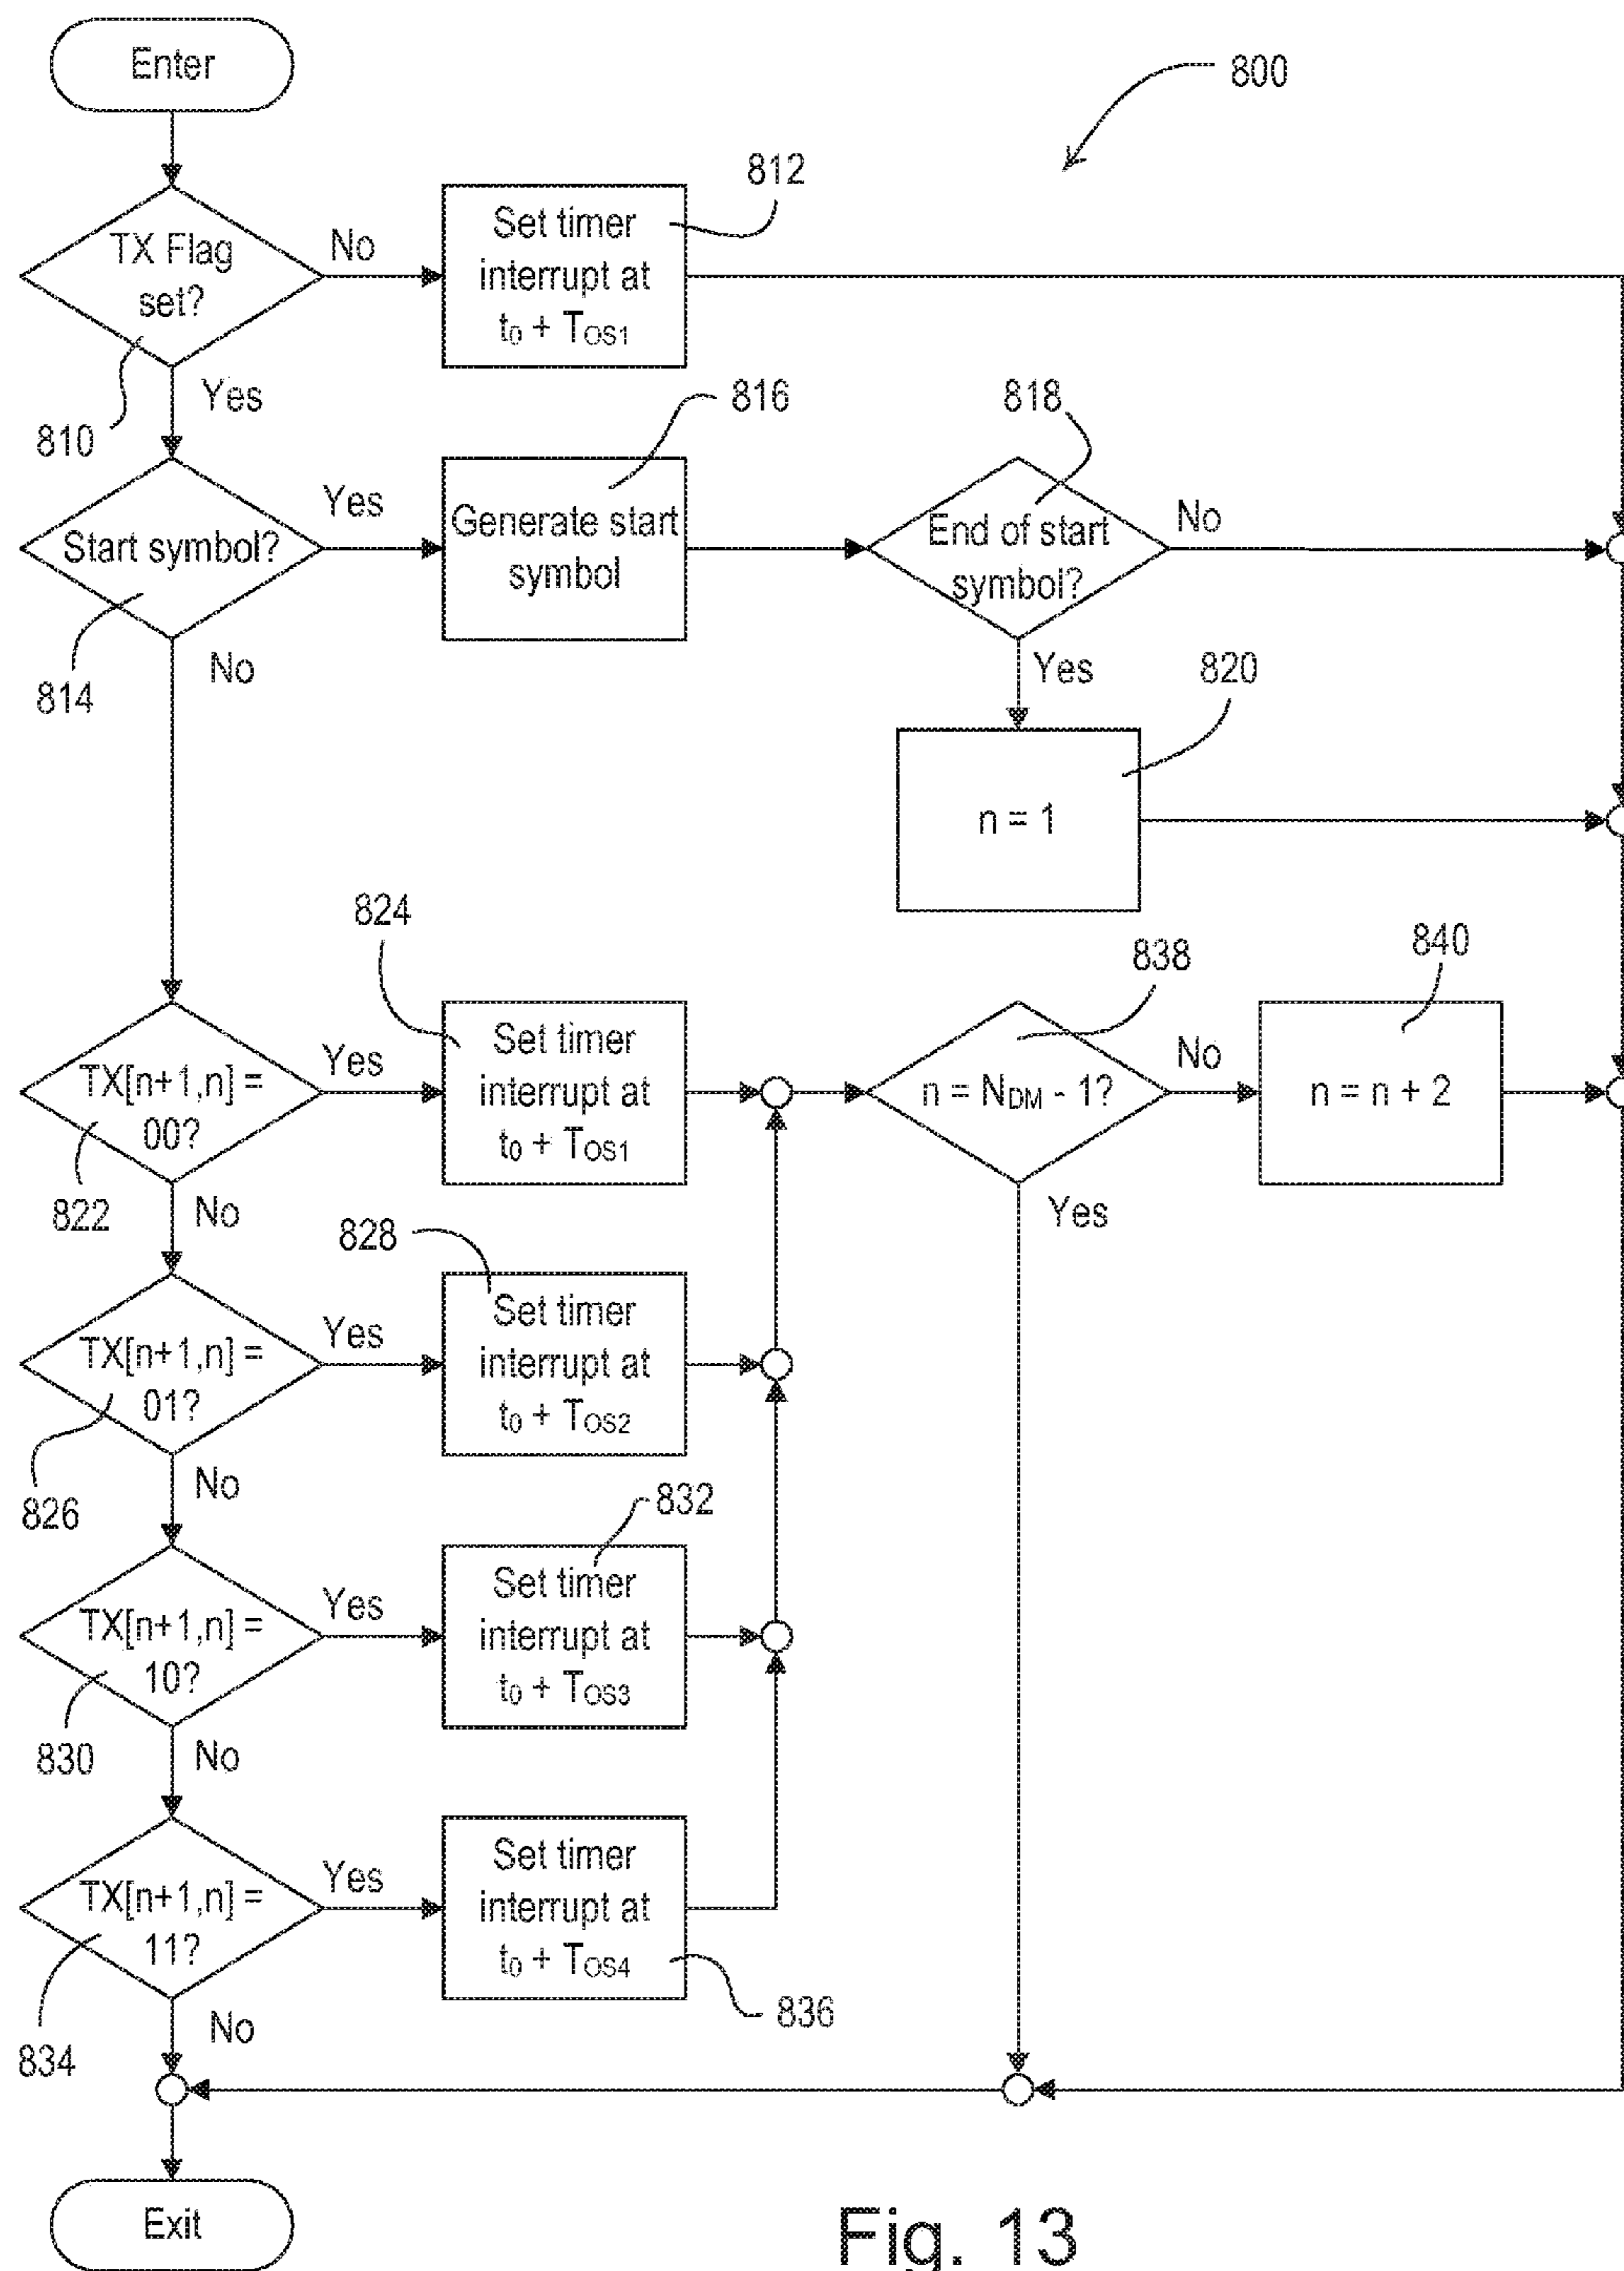 Enter
800
TX Flag
set?
No
Set timer
interrupt at
t₀ + TOS1
812
810
Yes
Start symbol?
814
Yes
Generate start
symbol
816
End of start
symbol?
818
No
Yes
n = 1
820
No
TX[n+1,n] =
00?
822
Yes
Set timer
interrupt at
t₀ + TOS1
824
n = NDM - 1?
838
No
n = n + 2
840
Yes
No
TX[n+1,n] =
01?
826
Yes
Set timer
interrupt at
t₀ + TOS2
828
No
TX[n+1,n] =
10?
830
Yes
Set timer
interrupt at
t₀ + TOS3
832
No
TX[n+1,n] =
11?
834
Yes
Set timer
interrupt at
t₀ + TOS4
836
No
Exit
Fig. 13